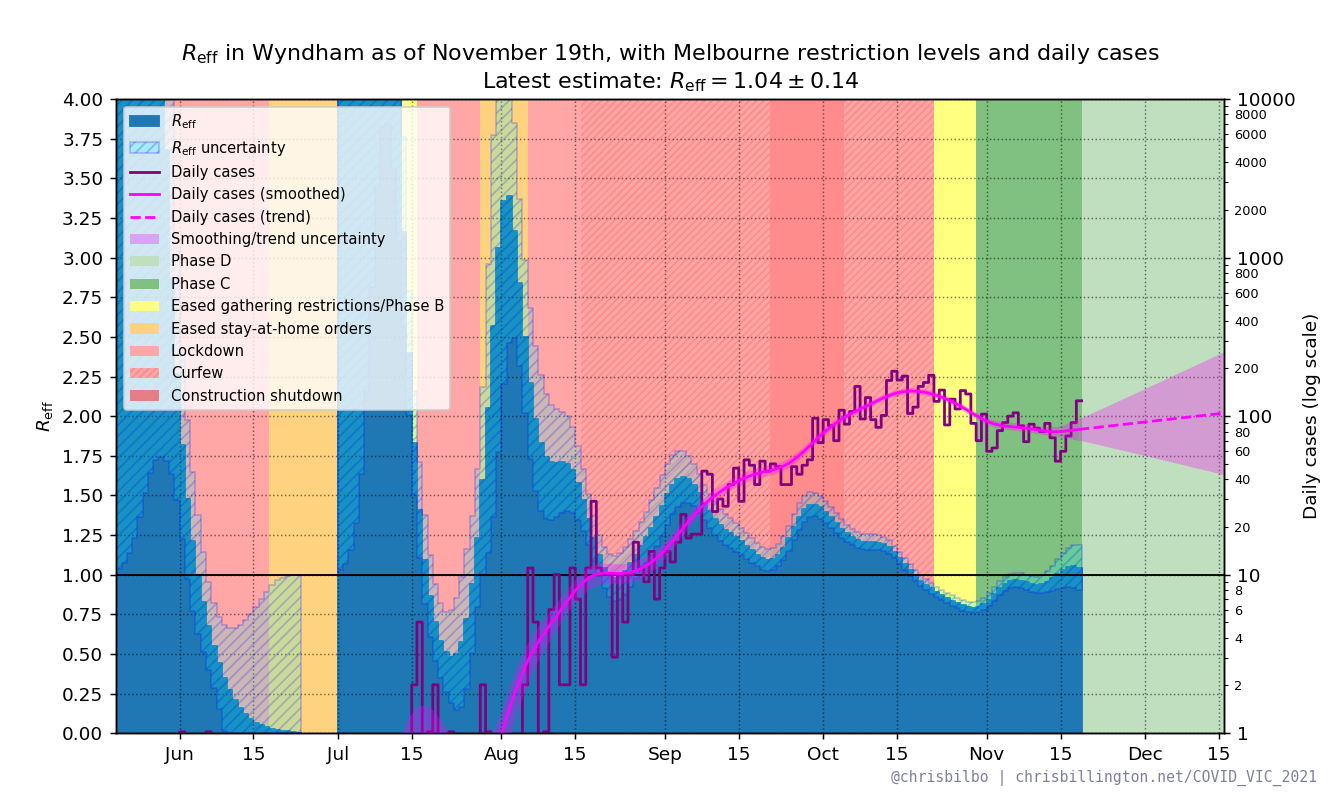 Reff in Wyndham as of November 19th, with Melbourne restriction levels and daily cases
Latest estimate: Reff = 1.04 ± 0.14
4.00
3.75
3.50
3.25
3.00
2.75
2.50
2.25
2.00
1.75
1.50
1.25
1.00
0.75
0.50
0.25
0.00
Reff
Reff
Reff uncertainty
Daily cases
Daily cases (smoothed)
Daily cases (trend)
Smoothing/trend uncertainty
Phase D
Phase C
Eased gathering restrictions/Phase B
Eased stay-at-home orders
Lockdown
Curfew
Construction shutdown
10000
8000
6000
4000
2000
1000
800
600
400
200
100
80
60
40
20
10
8
6
4
2
1
Daily cases (log scale)
Jun 15 Jul 15 Aug 15 Sep 15 Oct 15 Nov 15 Dec 15
@chrisbilbo | chrisbillington.net/COVID_VIC_2021